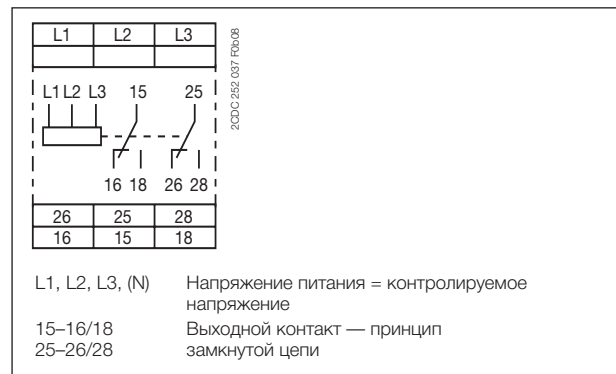 L1 L2 L3
2CDC 252 037 F0b08
L1 L2 L3 15 25
16 18 26 28
26 25 28
16 15 18
L1, L2, L3, (N) Напряжение питания = контролируемое
напряжение
15–16/18 Выходной контакт — принцип
25–26/28 замкнутой цепи